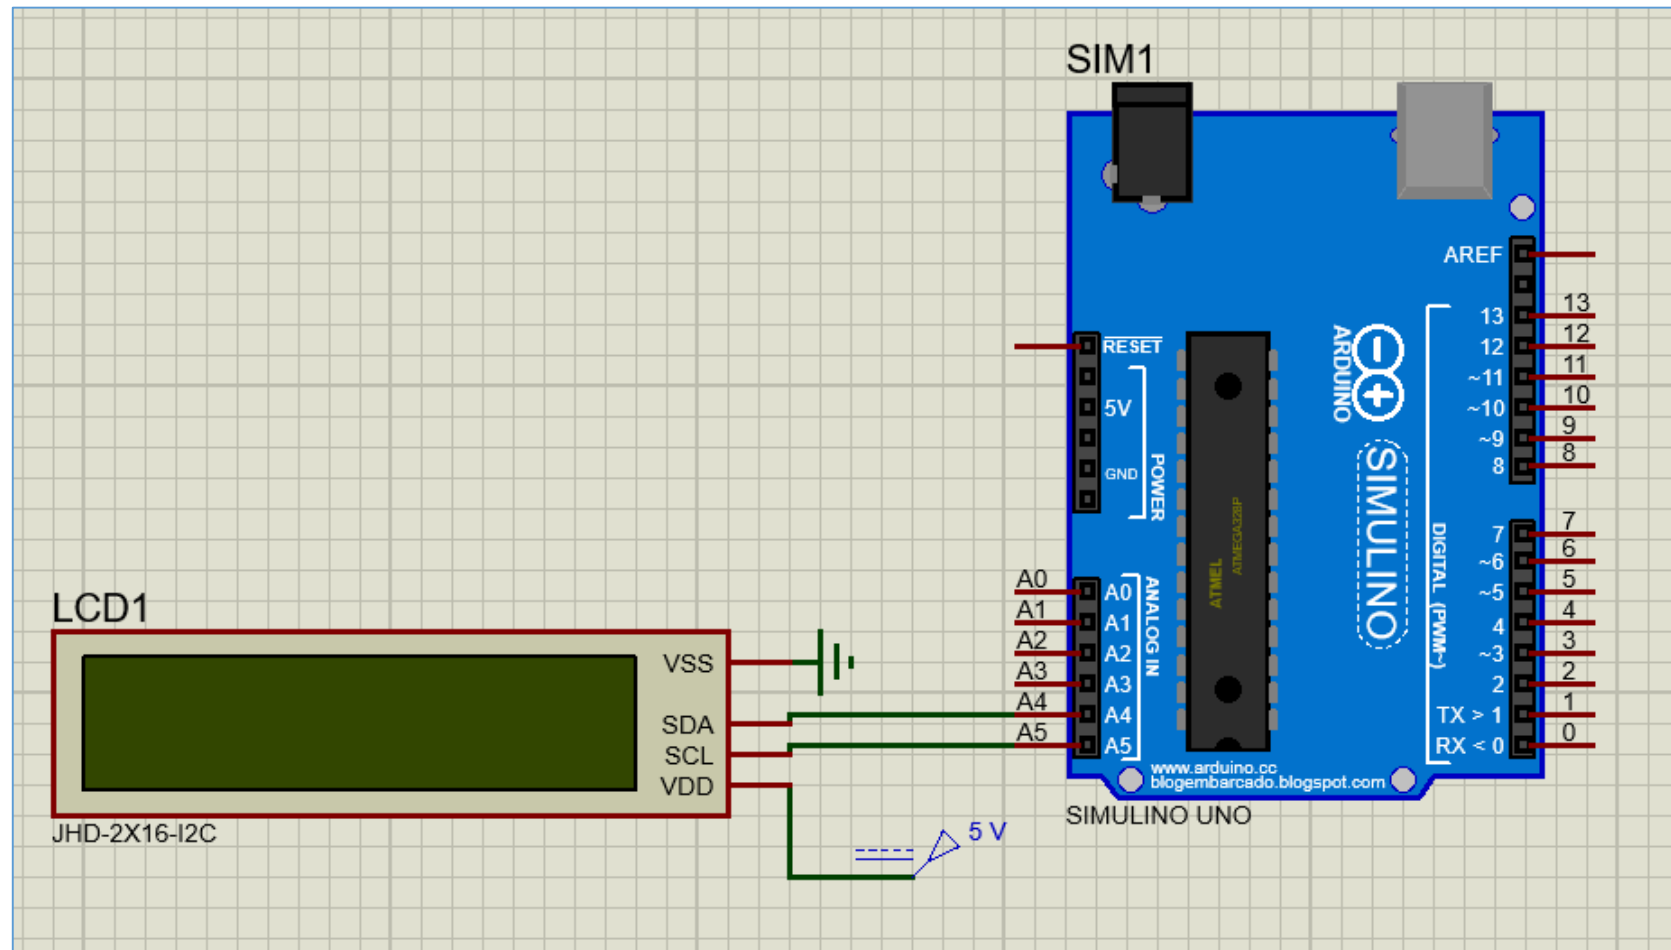 SIM1
AREF
13 13
12 12
~11 11
~10 10
~9 9
8 8
RESET
5V
GND
POWER
ARDUINO
SIMULINO
ATMEL
ATMEGA328P
7 7
~6 6
~5 5
4 4
~3 3
2 2
TX > 1 1
RX < 0 0
DIGITAL (PWM~)
A0 A0
A1 A1
A2 A2
A3 A3
A4 A4
A5 A5
ANALOG IN
www.arduino.cc
blogembarcado.blogspot.com
SIMULINO UNO
LCD1
VSS
SDA
SCL
VDD
JHD-2X16-I2C
5 V